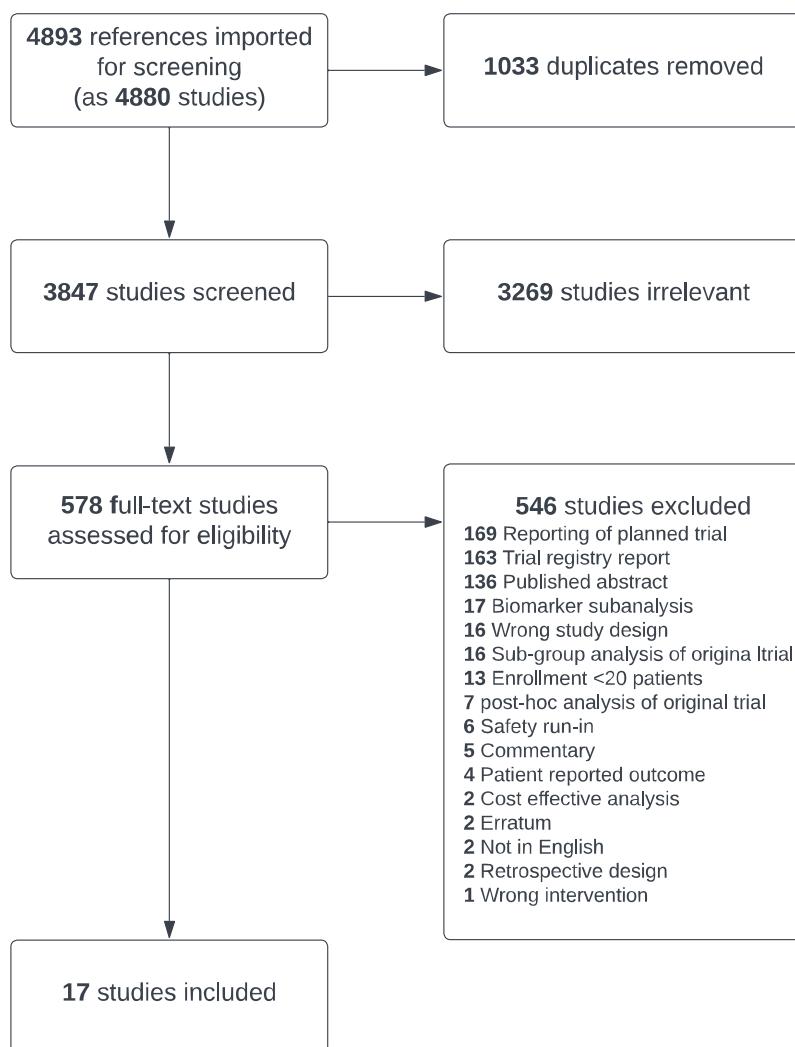 4893 references imported
for screening
(as 4880 studies)
1033 duplicates removed
3847 studies screened
3269 studies irrelevant
578 full-text studies
assessed for eligibility
546 studies excluded
169 Reporting of planned trial
163 Trial registry report
136 Published abstract
17 Biomarker subanalysis
16 Wrong study design
16 Sub-group analysis of origina ltrial
13 Enrollment <20 patients
7 post-hoc analysis of original trial
6 Safety run-in
5 Commentary
4 Patient reported outcome
2 Cost effective analysis
2 Erratum
2 Not in English
2 Retrospective design
1 Wrong intervention
17 studies included